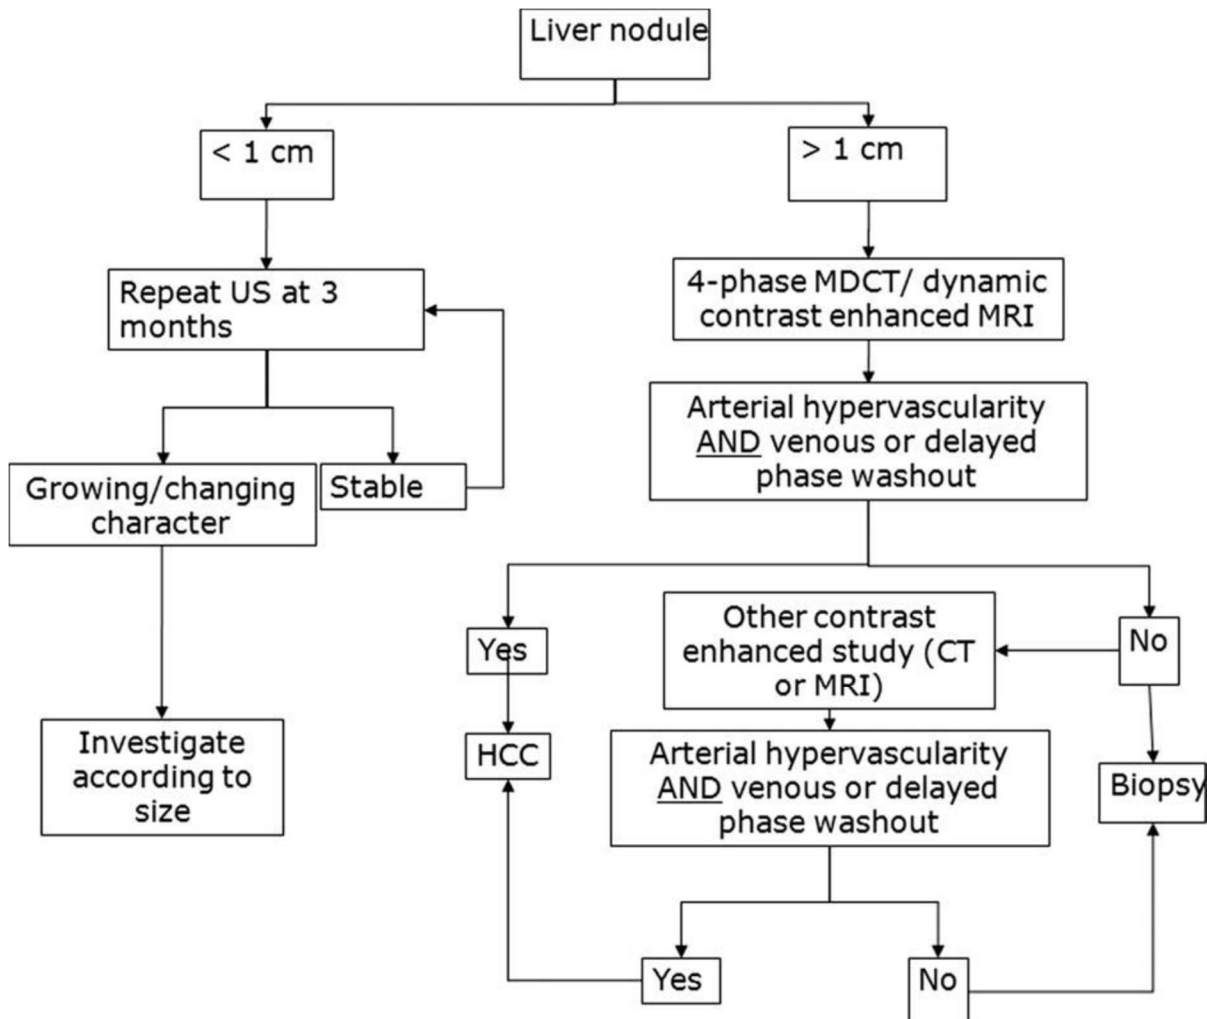 Liver nodule
< 1 cm
> 1 cm
Repeat US at 3
months
4-phase MDCT/ dynamic
contrast enhanced MRI
Arterial hypervascularity
AND venous or delayed
phase washout
Growing/changing
character
Stable
Other contrast
enhanced study (CT
or MRI)
No
Yes
Investigate
according to
size
HCC
Arterial hypervascularity
AND venous or delayed
phase washout
Biopsy
Yes
No